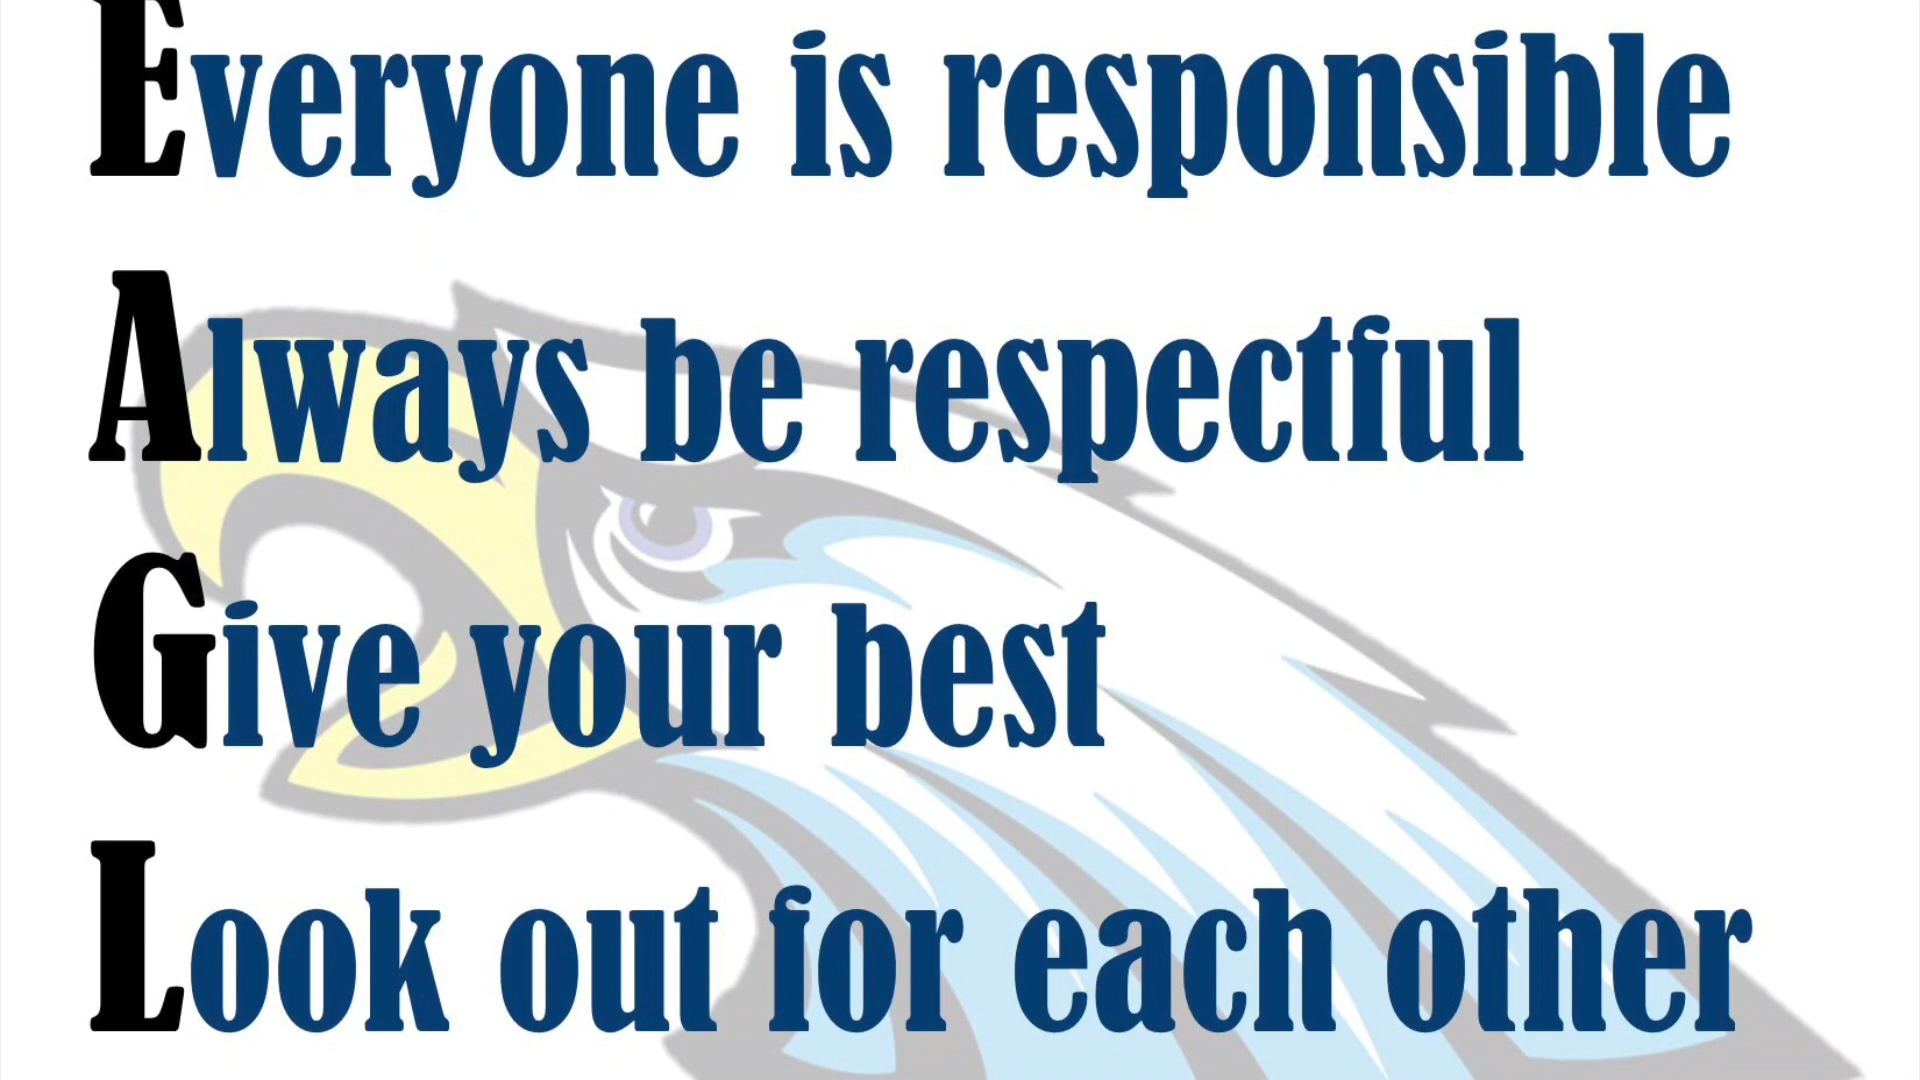 Everyone is responsible
Always be respectful
Give your best
Look out for each other